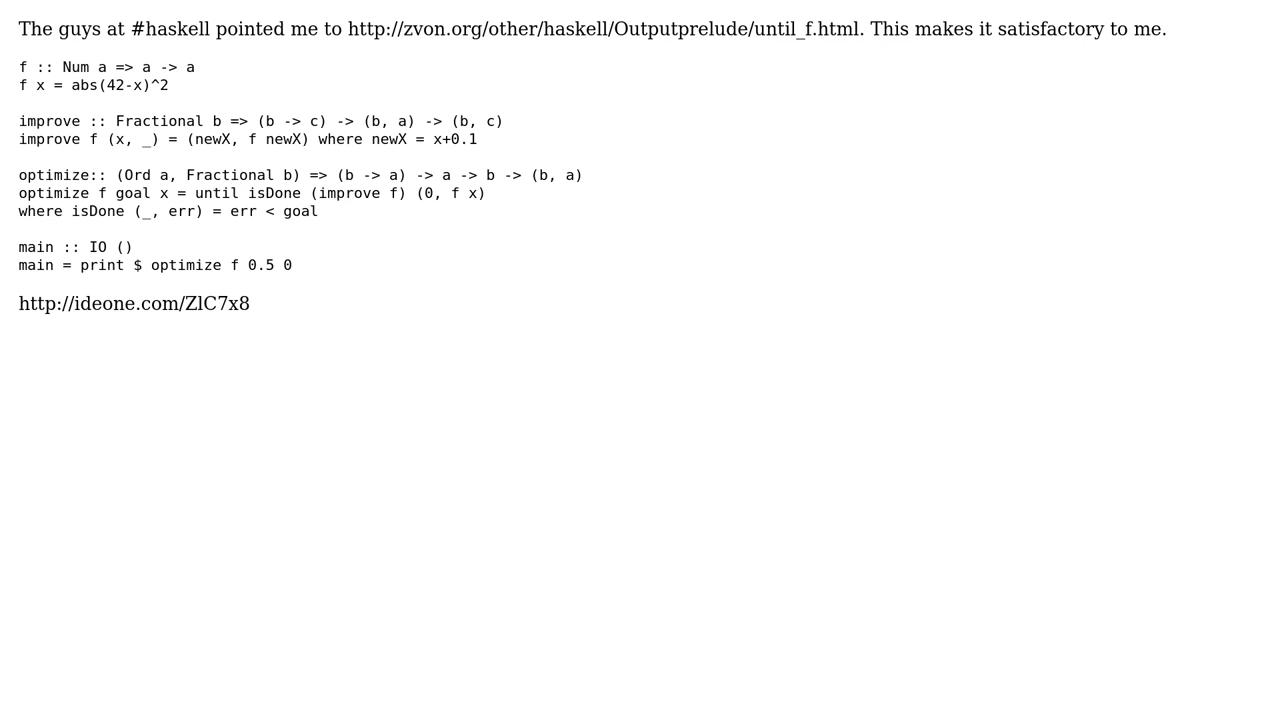 The guys at #haskell pointed me to http://zvon.org/other/haskell/Outputprelude/until_f.html. This makes it satisfactory to me.
f :: Num a => a -> a
f x = abs(42-x)^2
improve :: Fractional b => (b -> c) -> (b, a) -> (b, c)
improve f (x, _) = (newX, f newX) where newX = x+0.1
optimize:: (Ord a, Fractional b) => (b -> a) -> a -> b -> (b, a)
optimize f goal x = until isDone (improve f) (0, f x)
where isDone (_, err) = err < goal
main :: IO ()
main = print $ optimize f 0.5 0
http://ideone.com/ZlC7x8